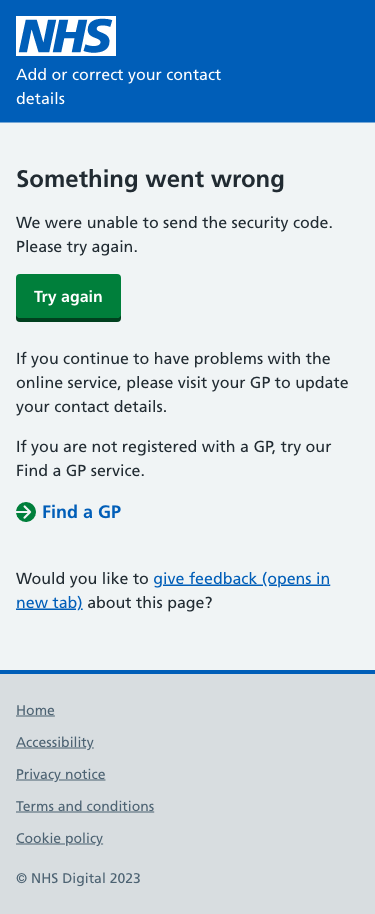 NHS
Add or correct your contact
details
Something went wrong
We were unable to send the security code.
Please try again.
Try again
If you continue to have problems with the
online service, please visit your GP to update
your contact details.
If you are not registered with a GP, try our
Find a GP service.
Find a GP
Would you like to give feedback (opens in
new tab) about this page?
Home
Accessibility
Privacy notice
Terms and conditions
Cookie policy
© NHS Digital 2023